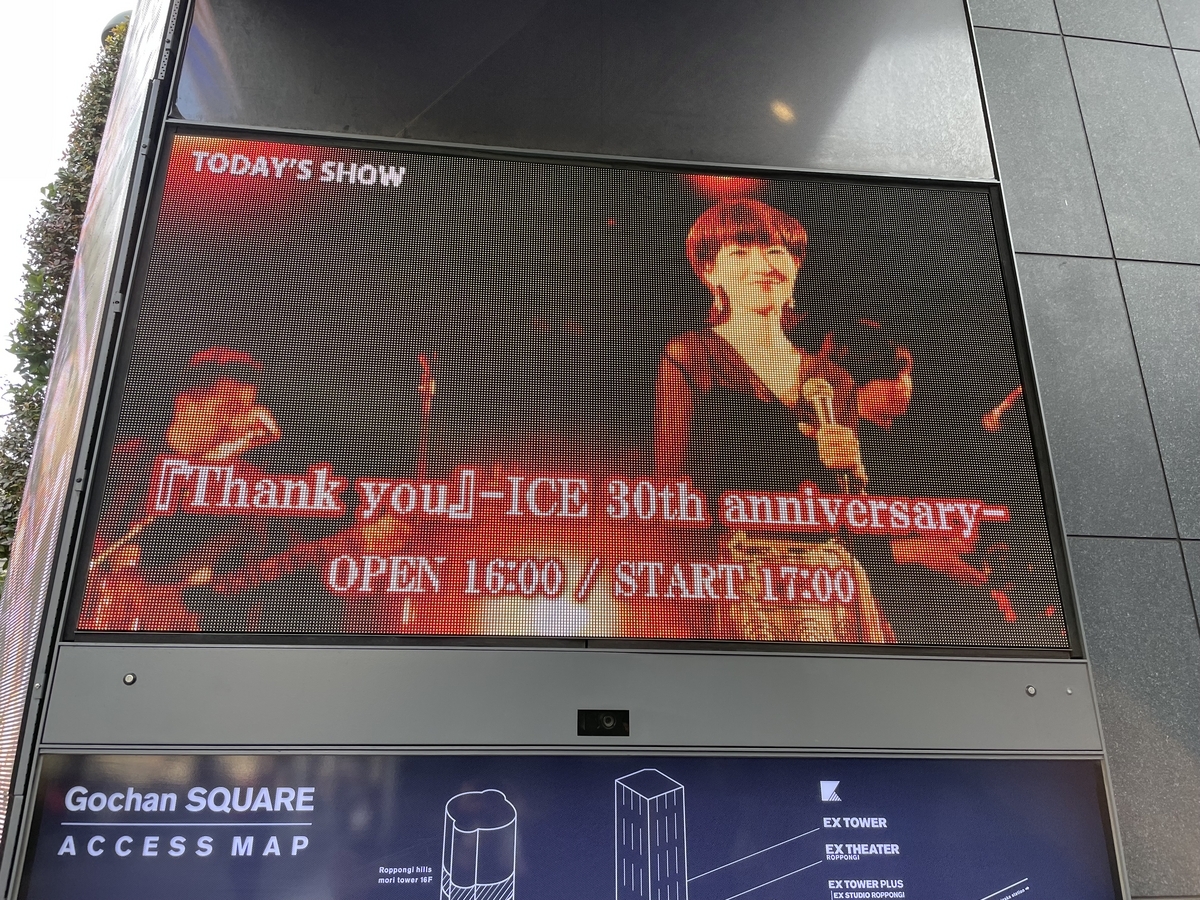 TODAY'S SHOW
『Thank you』-ICE 30th anniversary-
OPEN 16:00 / START 17:00
Gochan SQUARE
ACCESS MAP
Roppongi hills
mori tower 16F
EX TOWER
EX THEATER
ROPPONGI
EX TOWER PLUS
EX STUDIO ROPPONGI